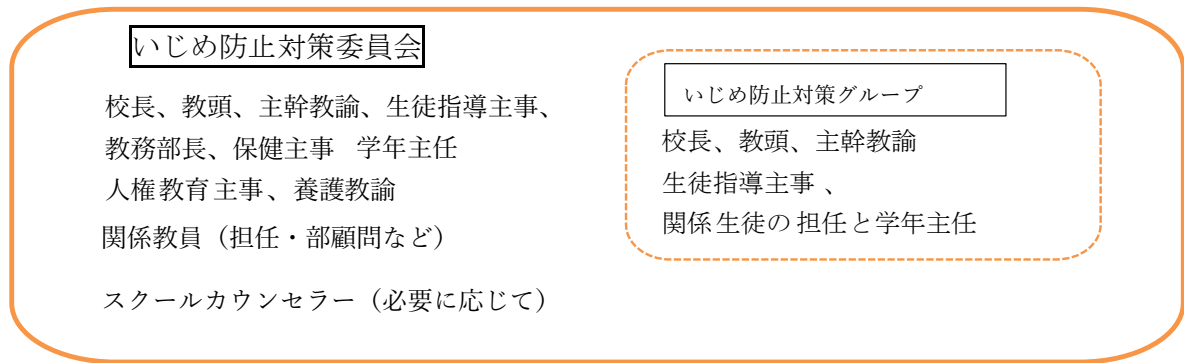 いじめ防止対策委員会
校長、教頭、主幹教諭、生徒指導主事、
教務部長、保健主事　学年主任
人権教育主事、養護教諭
関係教員（担任・部顧問など）
スクールカウンセラー（必要に応じて）
いじめ防止対策グループ
校長、教頭、主幹教諭
生徒指導主事 、
関係生徒の担任と学年主任